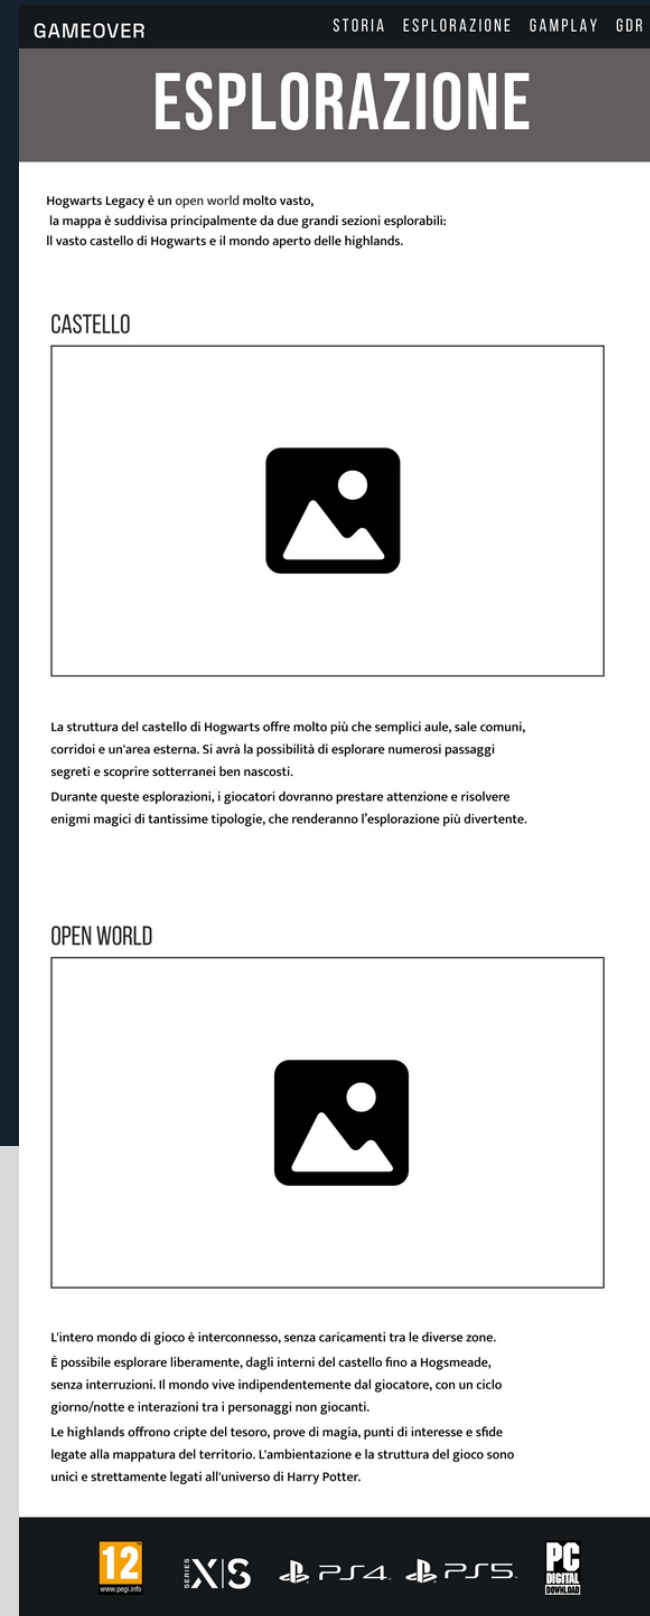 GAMEOVER
STORIA ESPLORAZIONE GAMPLAY GDR
ESPLORAZIONE
Hogwarts Legacy è un open world molto vasto,
la mappa è suddivisa principalmente da due grandi sezioni esplorabili:
Il vasto castello di Hogwarts e il mondo aperto delle highlands.
CASTELLO
La struttura del castello di Hogwarts offre molto più che semplici aule, sale comuni,
corridoi e un'area esterna. Si avrà la possibilità di esplorare numerosi passaggi
segreti e scoprire sotterranei ben nascosti.
Durante queste esplorazioni, i giocatori dovranno prestare attenzione e risolvere
enigmi magici di tantissime tipologie, che renderanno l'esplorazione più divertente.
OPEN WORLD
L'intero mondo di gioco è interconnesso, senza caricamenti tra le diverse zone.
È possibile esplorare liberamente, dagli interni del castello fino a Hogsmeade,
senza interruzioni. Il mondo vive indipendentemente dal giocatore, con un ciclo
giorno/notte e interazioni tra i personaggi non giocanti.
Le highlands offrono cripte del tesoro, prove di magia, punti di interesse e sfide
legate alla mappatura del territorio. L'ambientazione e la struttura del gioco sono
unici e strettamente legati all'universo di Harry Potter.
12
www.pegi.info
SERIES X|S
PS4
PS5
PC
DIGITAL
DOWNLOAD